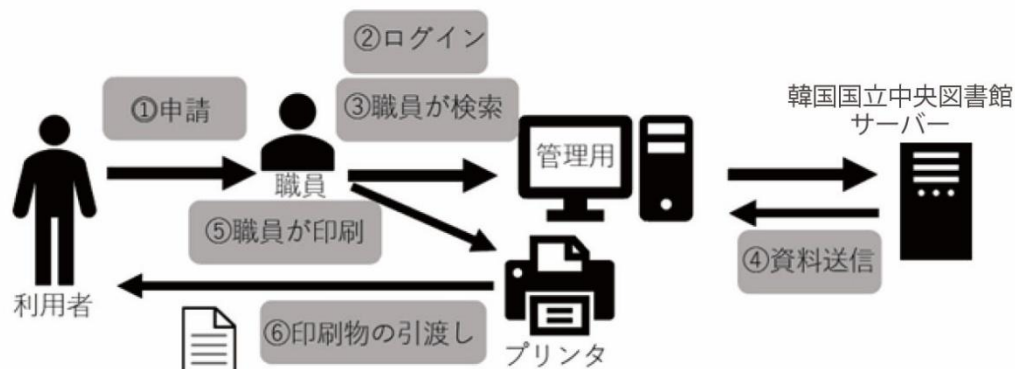 ②ログイン
①申請
③職員が検索
韓国国立中央図書館
サーバー
管理用
職員
⑤職員が印刷
④資料送信
利用者
⑥印刷物の引渡し
プリンタ